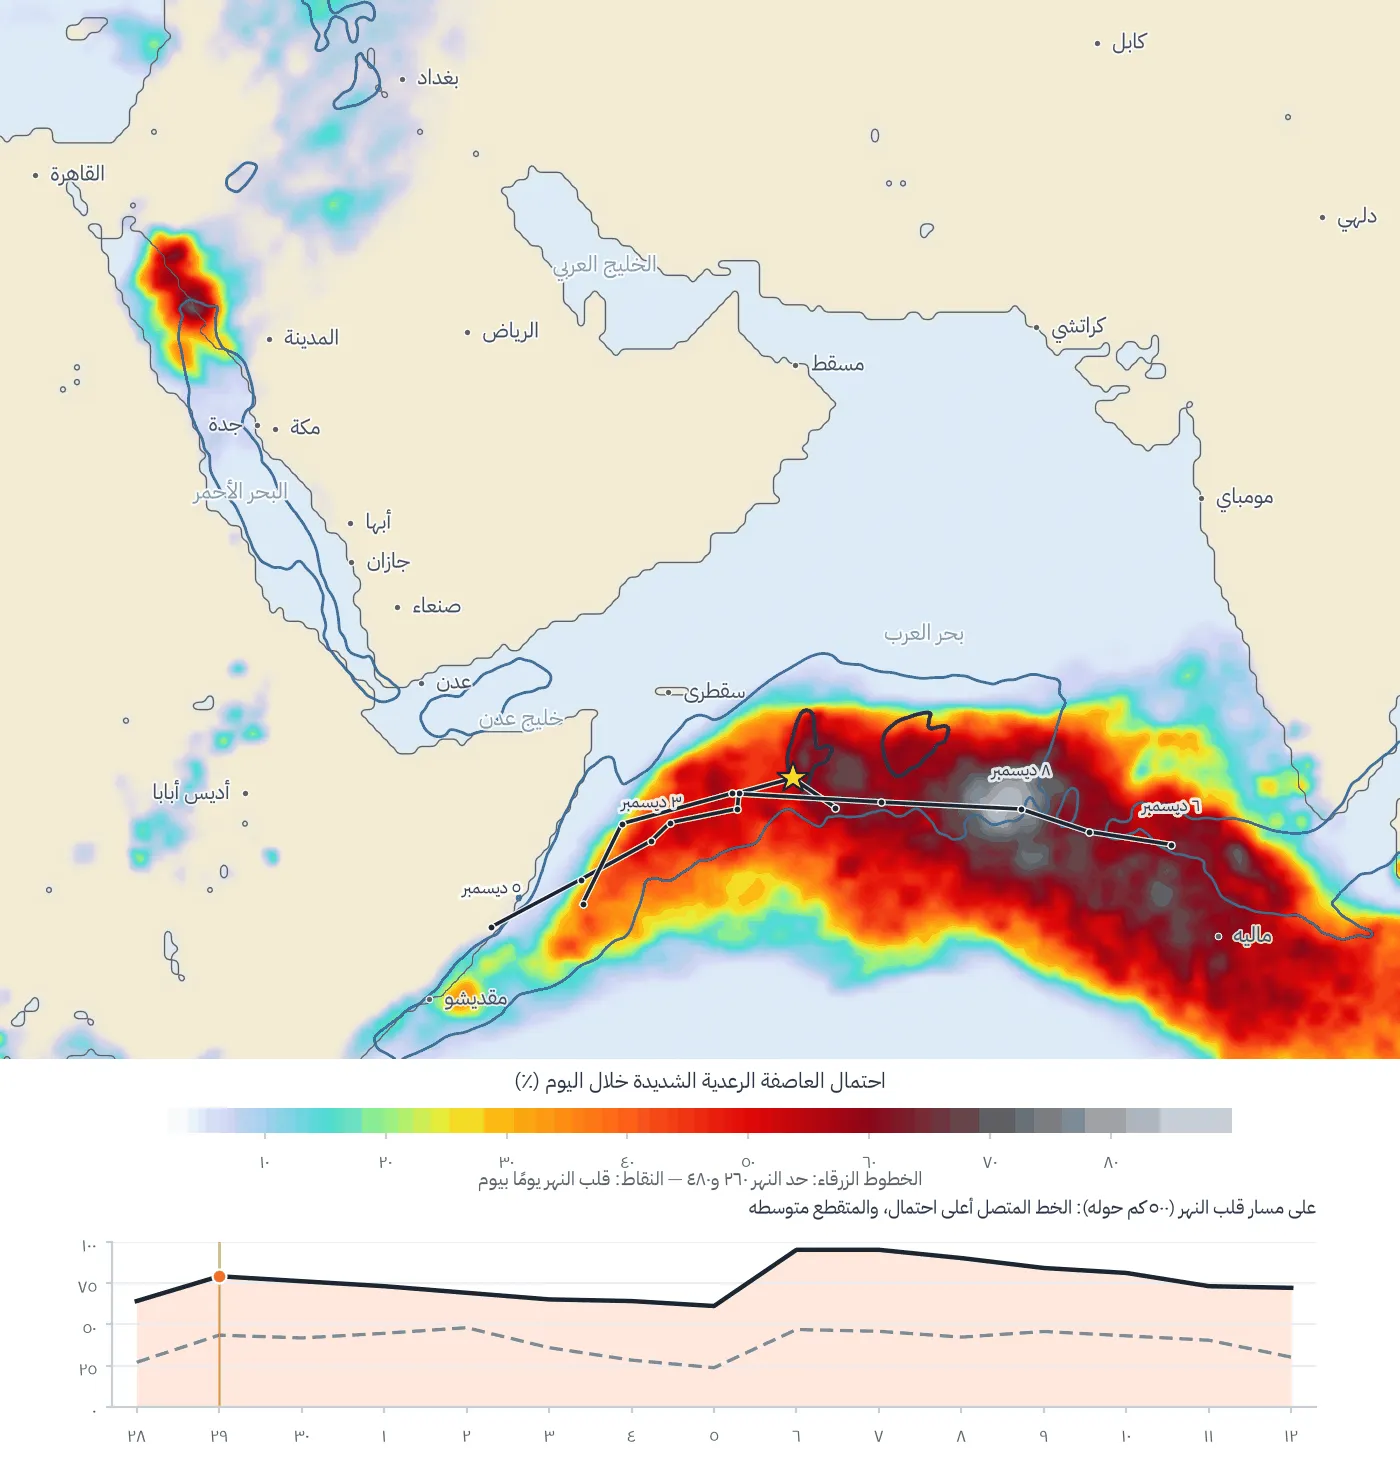 كابل
بغداد
القاهرة
دلهي
الخليج العربي
كراتشي
الرياض
المدينة
مسقط
جدة
مكة
البحر الأحمر
مومباي
أبها
جازان
صنعاء
بحر العرب
عدن
سقطرى
خليج عدن
٨ ديسمبر
أديس أبابا
٣ ديسمبر
٦ ديسمبر
٥ ديسمبر
ماليه
مقديشو
احتمال العاصفة الرعدية الشديدة خلال اليوم (٪)
١٠ ٢٠ ٣٠ ٤٠ ٥٠ ٦٠ ٧٠ ٨٠
الخطوط الزرقاء: حد النهر ٢٦٠ و٤٨٠ — النقاط: قلب النهر يومًا بيوم
على مسار قلب النهر (٥٠٠ كم حوله): الخط المتصل أعلى احتمال، والمتقطع متوسطه
١٠٠
٧٥
٥٠
٢٥
٠
٢٨ ٢٩ ٣٠ ١ ٢ ٣ ٤ ٥ ٦ ٧ ٨ ٩ ١٠ ١١ ١٢